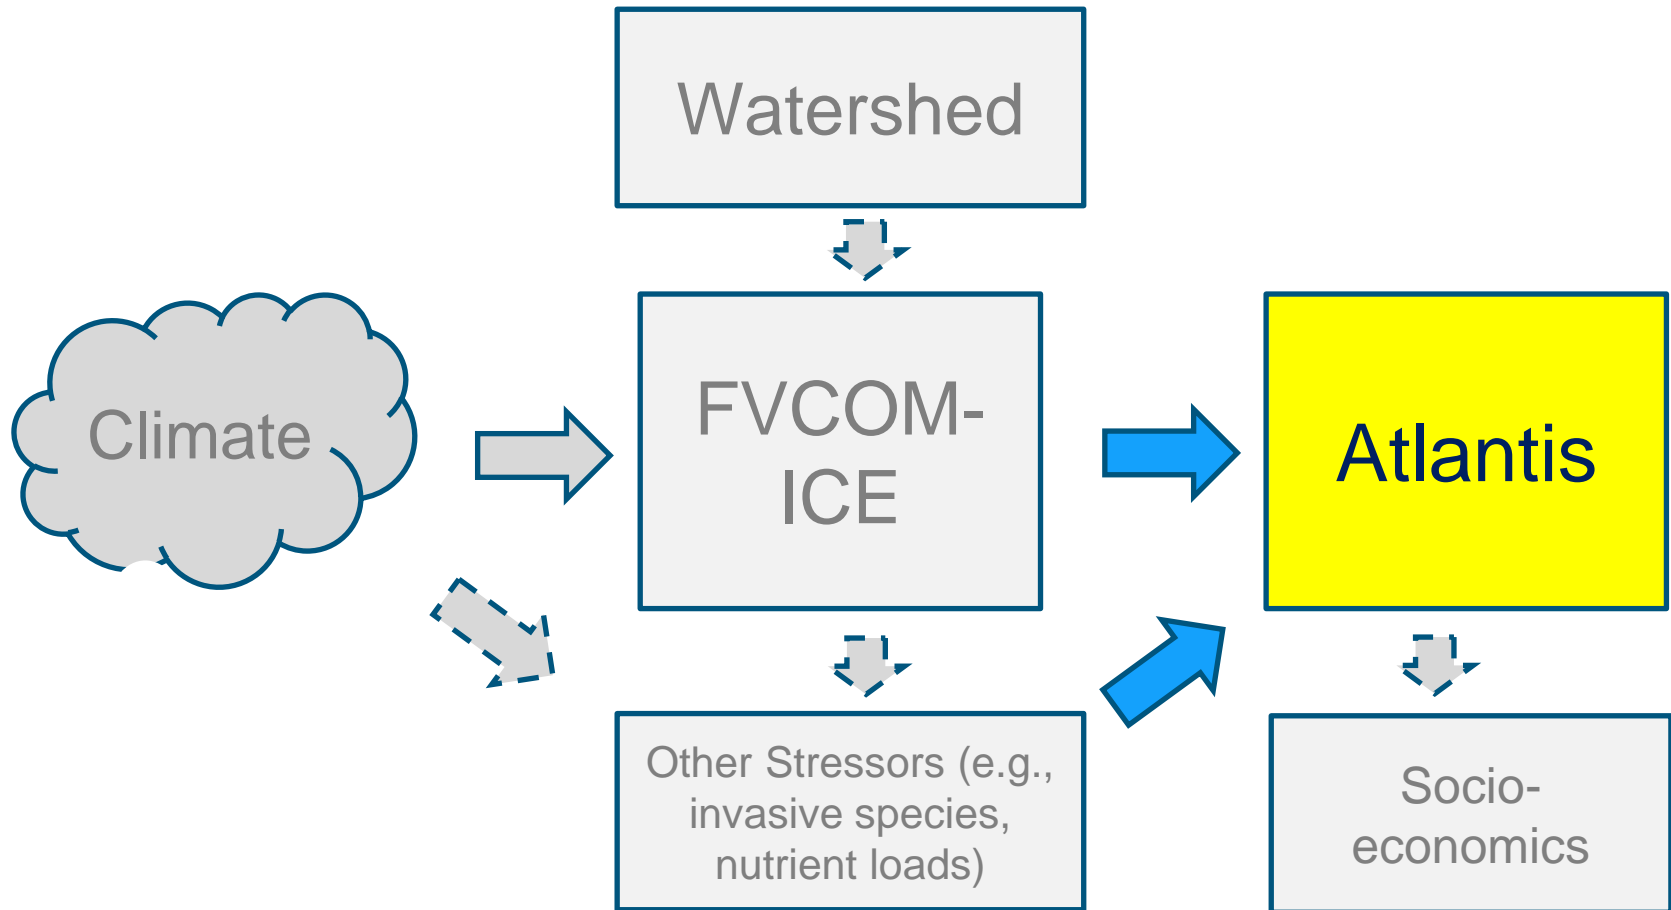 Watershed
Climate
FVCOM-
ICE
Atlantis
Other Stressors (e.g.,
invasive species,
nutrient loads)
Socio-
economics